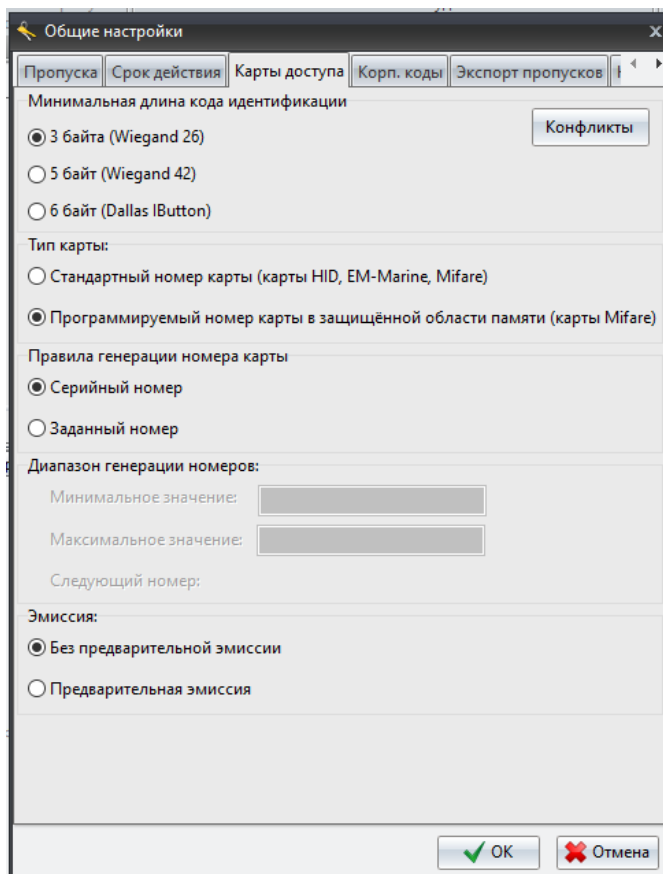 Общие настройки
Пропуска Срок действия Карты доступа Корп. коды Экспорт пропусков
Минимальная длина кода идентификации
Конфликты
3 байта (Wiegand 26)
5 байт (Wiegand 42)
6 байт (Dallas IButton)
Тип карты:
Стандартный номер карты (карты HID, EM-Marine, Mifare)
Программируемый номер карты в защищённой области памяти (карты Mifare)
Правила генерации номера карты
Серийный номер
Заданный номер
Диапазон генерации номеров:
Минимальное значение:
Максимальное значение:
Следующий номер:
Эмиссия:
Без предварительной эмиссии
Предварительная эмиссия
OK Отмена